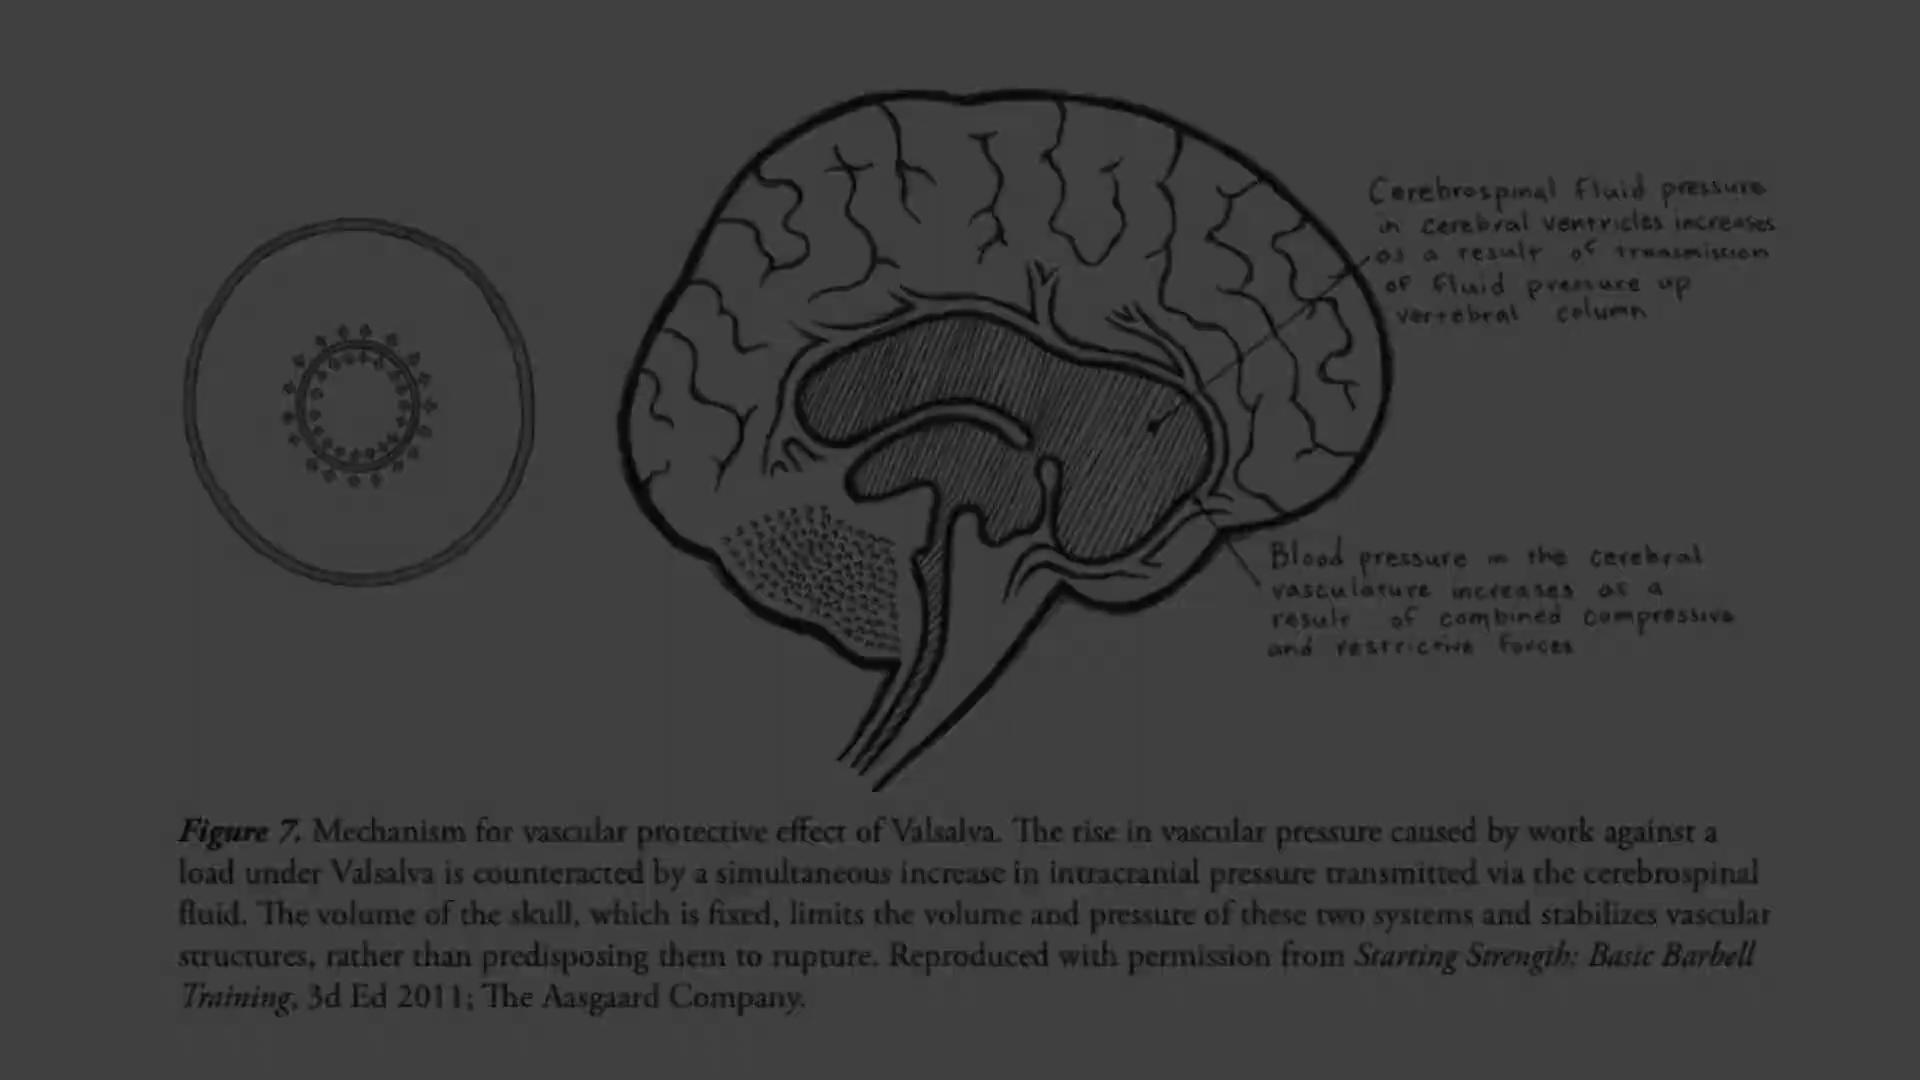 Cerebrospinal fluid pressure
in cerebral ventricles increases
as a result of transmission
of fluid pressure up
vertebral column
Blood pressure in the cerebral
vasculature increases as a
result of combined compressive
and restrictive forces
Figure 7. Mechanism for vascular protective effect of Valsalva. The rise in vascular pressure caused by work against a
load under Valsalva is counteracted by a simultaneous increase in intracranial pressure transmitted via the cerebrospinal
fluid. The volume of the skull, which is fixed, limits the volume and pressure of these two systems and stabilizes vascular
structures, rather than predisposing them to rupture. Reproduced with permission from Starting Strength: Basic Barbell
Training, 3d Ed 2011; The Aasgaard Company.